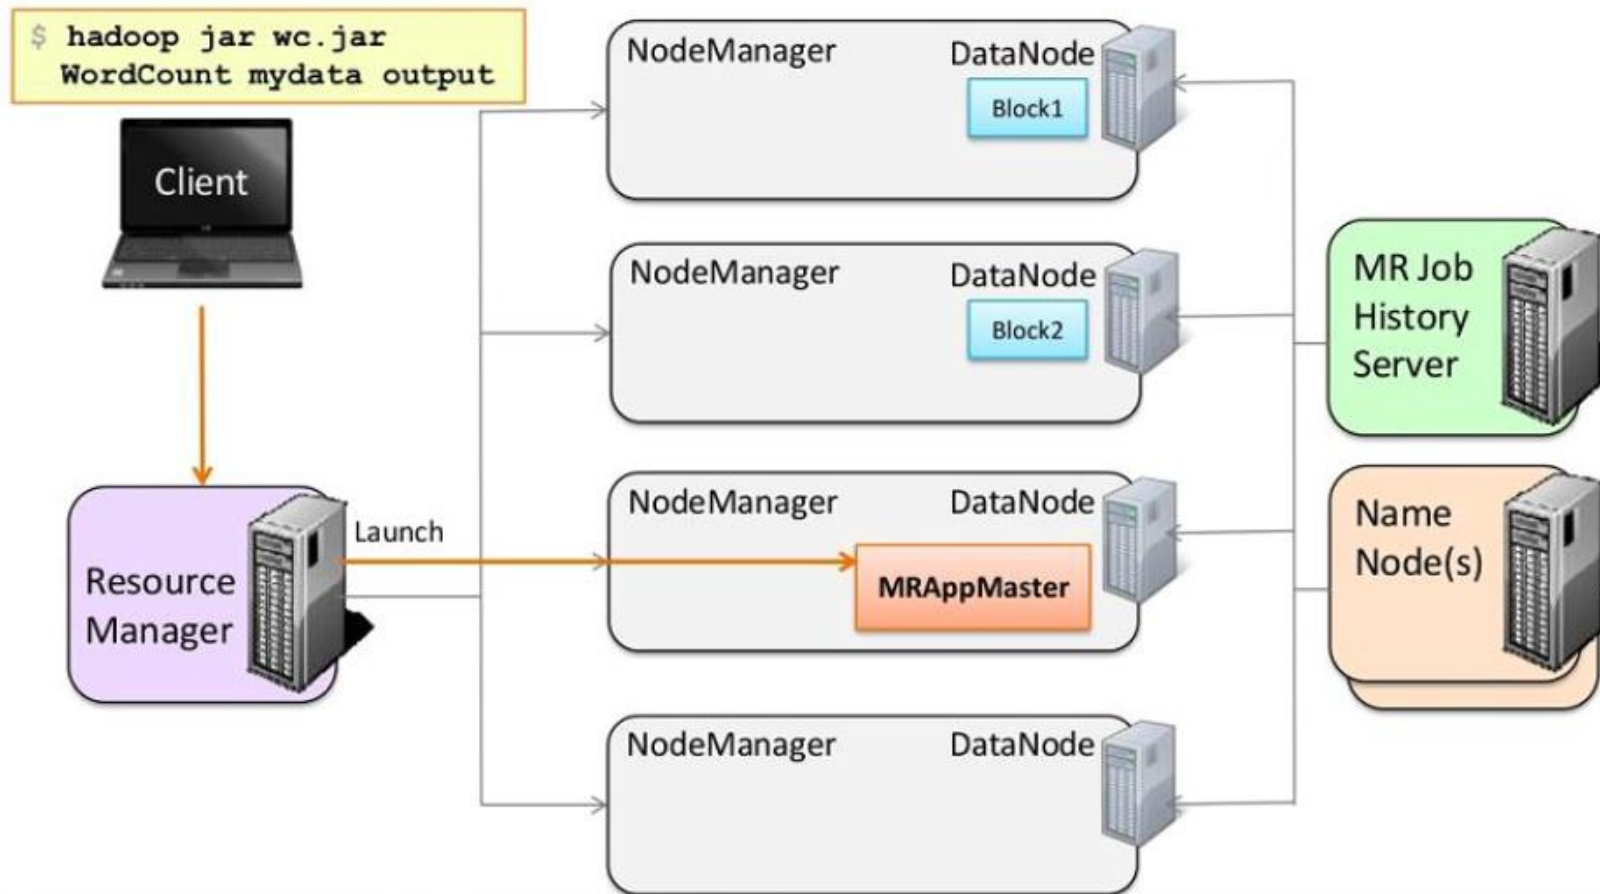 $ hadoop jar wc.jar
WordCount mydata output
Client
Resource
Manager
Launch
NodeManager
DataNode
Block1
NodeManager
DataNode
Block2
NodeManager
DataNode
MRAppMaster
NodeManager
DataNode
MR Job
History
Server
Name
Node(s)